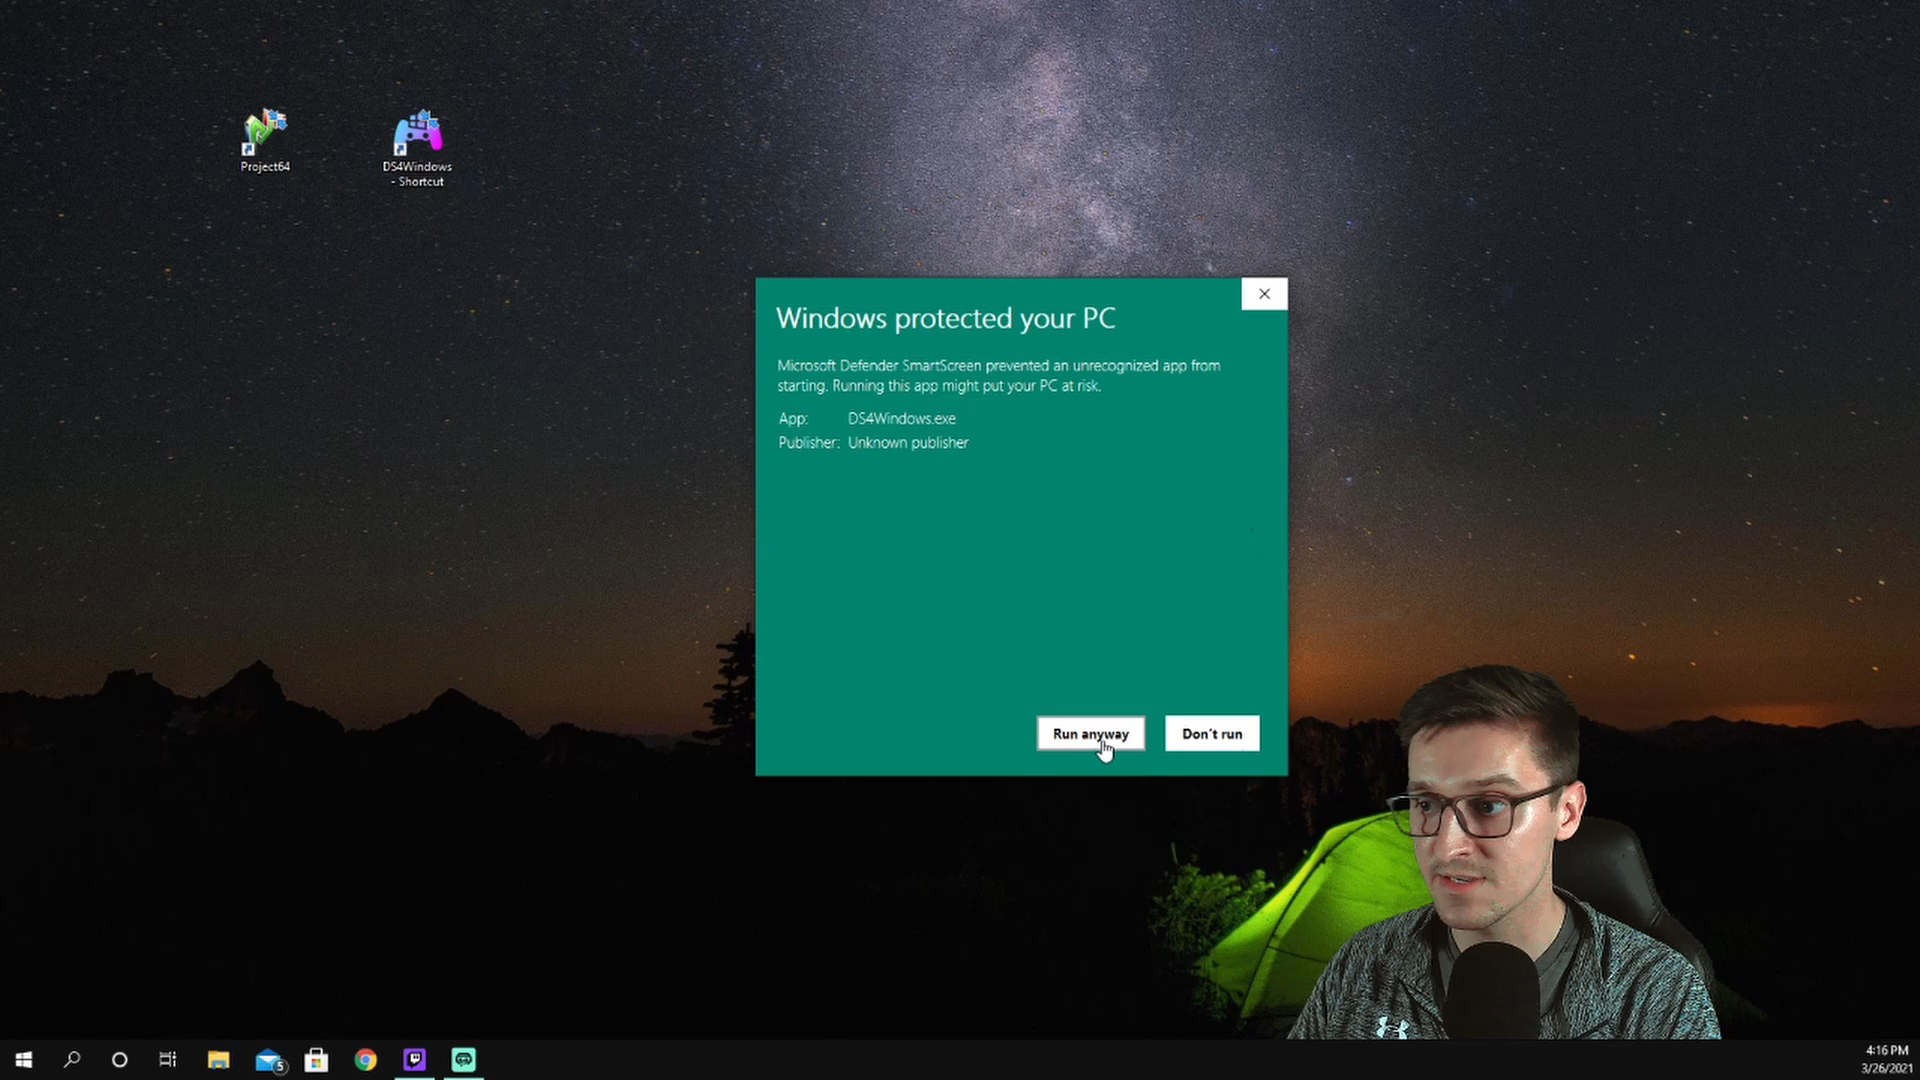 Project64
DS4Windows
- Shortcut
Windows protected your PC
Microsoft Defender SmartScreen prevented an unrecognized app from
starting. Running this app might put your PC at risk.
App: DS4Windows.exe
Publisher: Unknown publisher
Run anyway
Don't run
5
4:16 PM
3/26/2021